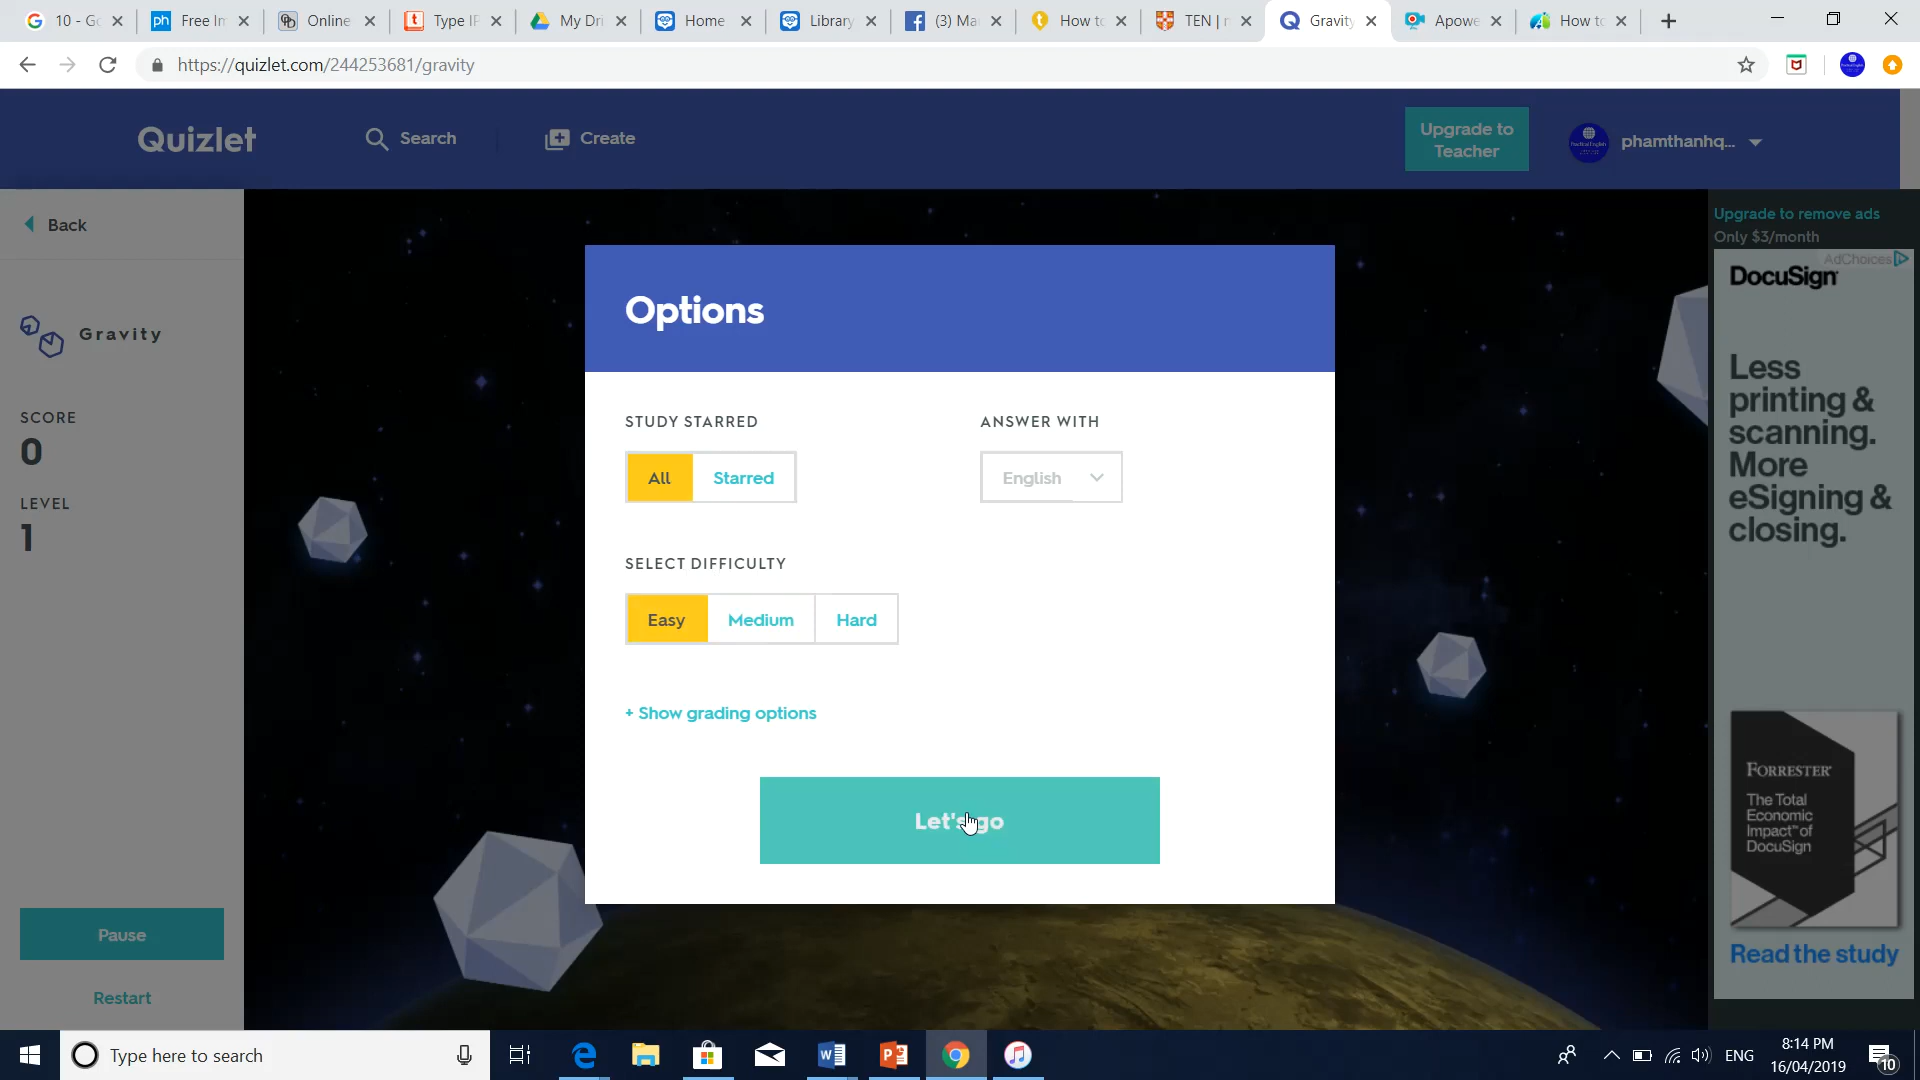 10 - Go
Free Im
Online
Type IP
My Dri
Home
Library
(3) Ma
How to
TEN | r
Gravity
Apowe
How to
https://quizlet.com/244253681/gravity
Quizlet
Search
Create
Upgrade to
Teacher
phamthanhq...
Back
Gravity
SCORE
0
LEVEL
1
Pause
Restart
Options
STUDY STARRED
All
Starred
ANSWER WITH
English
SELECT DIFFICULTY
Easy
Medium
Hard
+ Show grading options
Let's go
Upgrade to remove ads
Only $3/month
AdChoices
DocuSign
Less
printing &
scanning.
More
eSigning &
closing.
FORRESTER
The Total
Economic
Impact™ of
DocuSign
Read the study
Type here to search
ENG
8:14 PM
16/04/2019
10